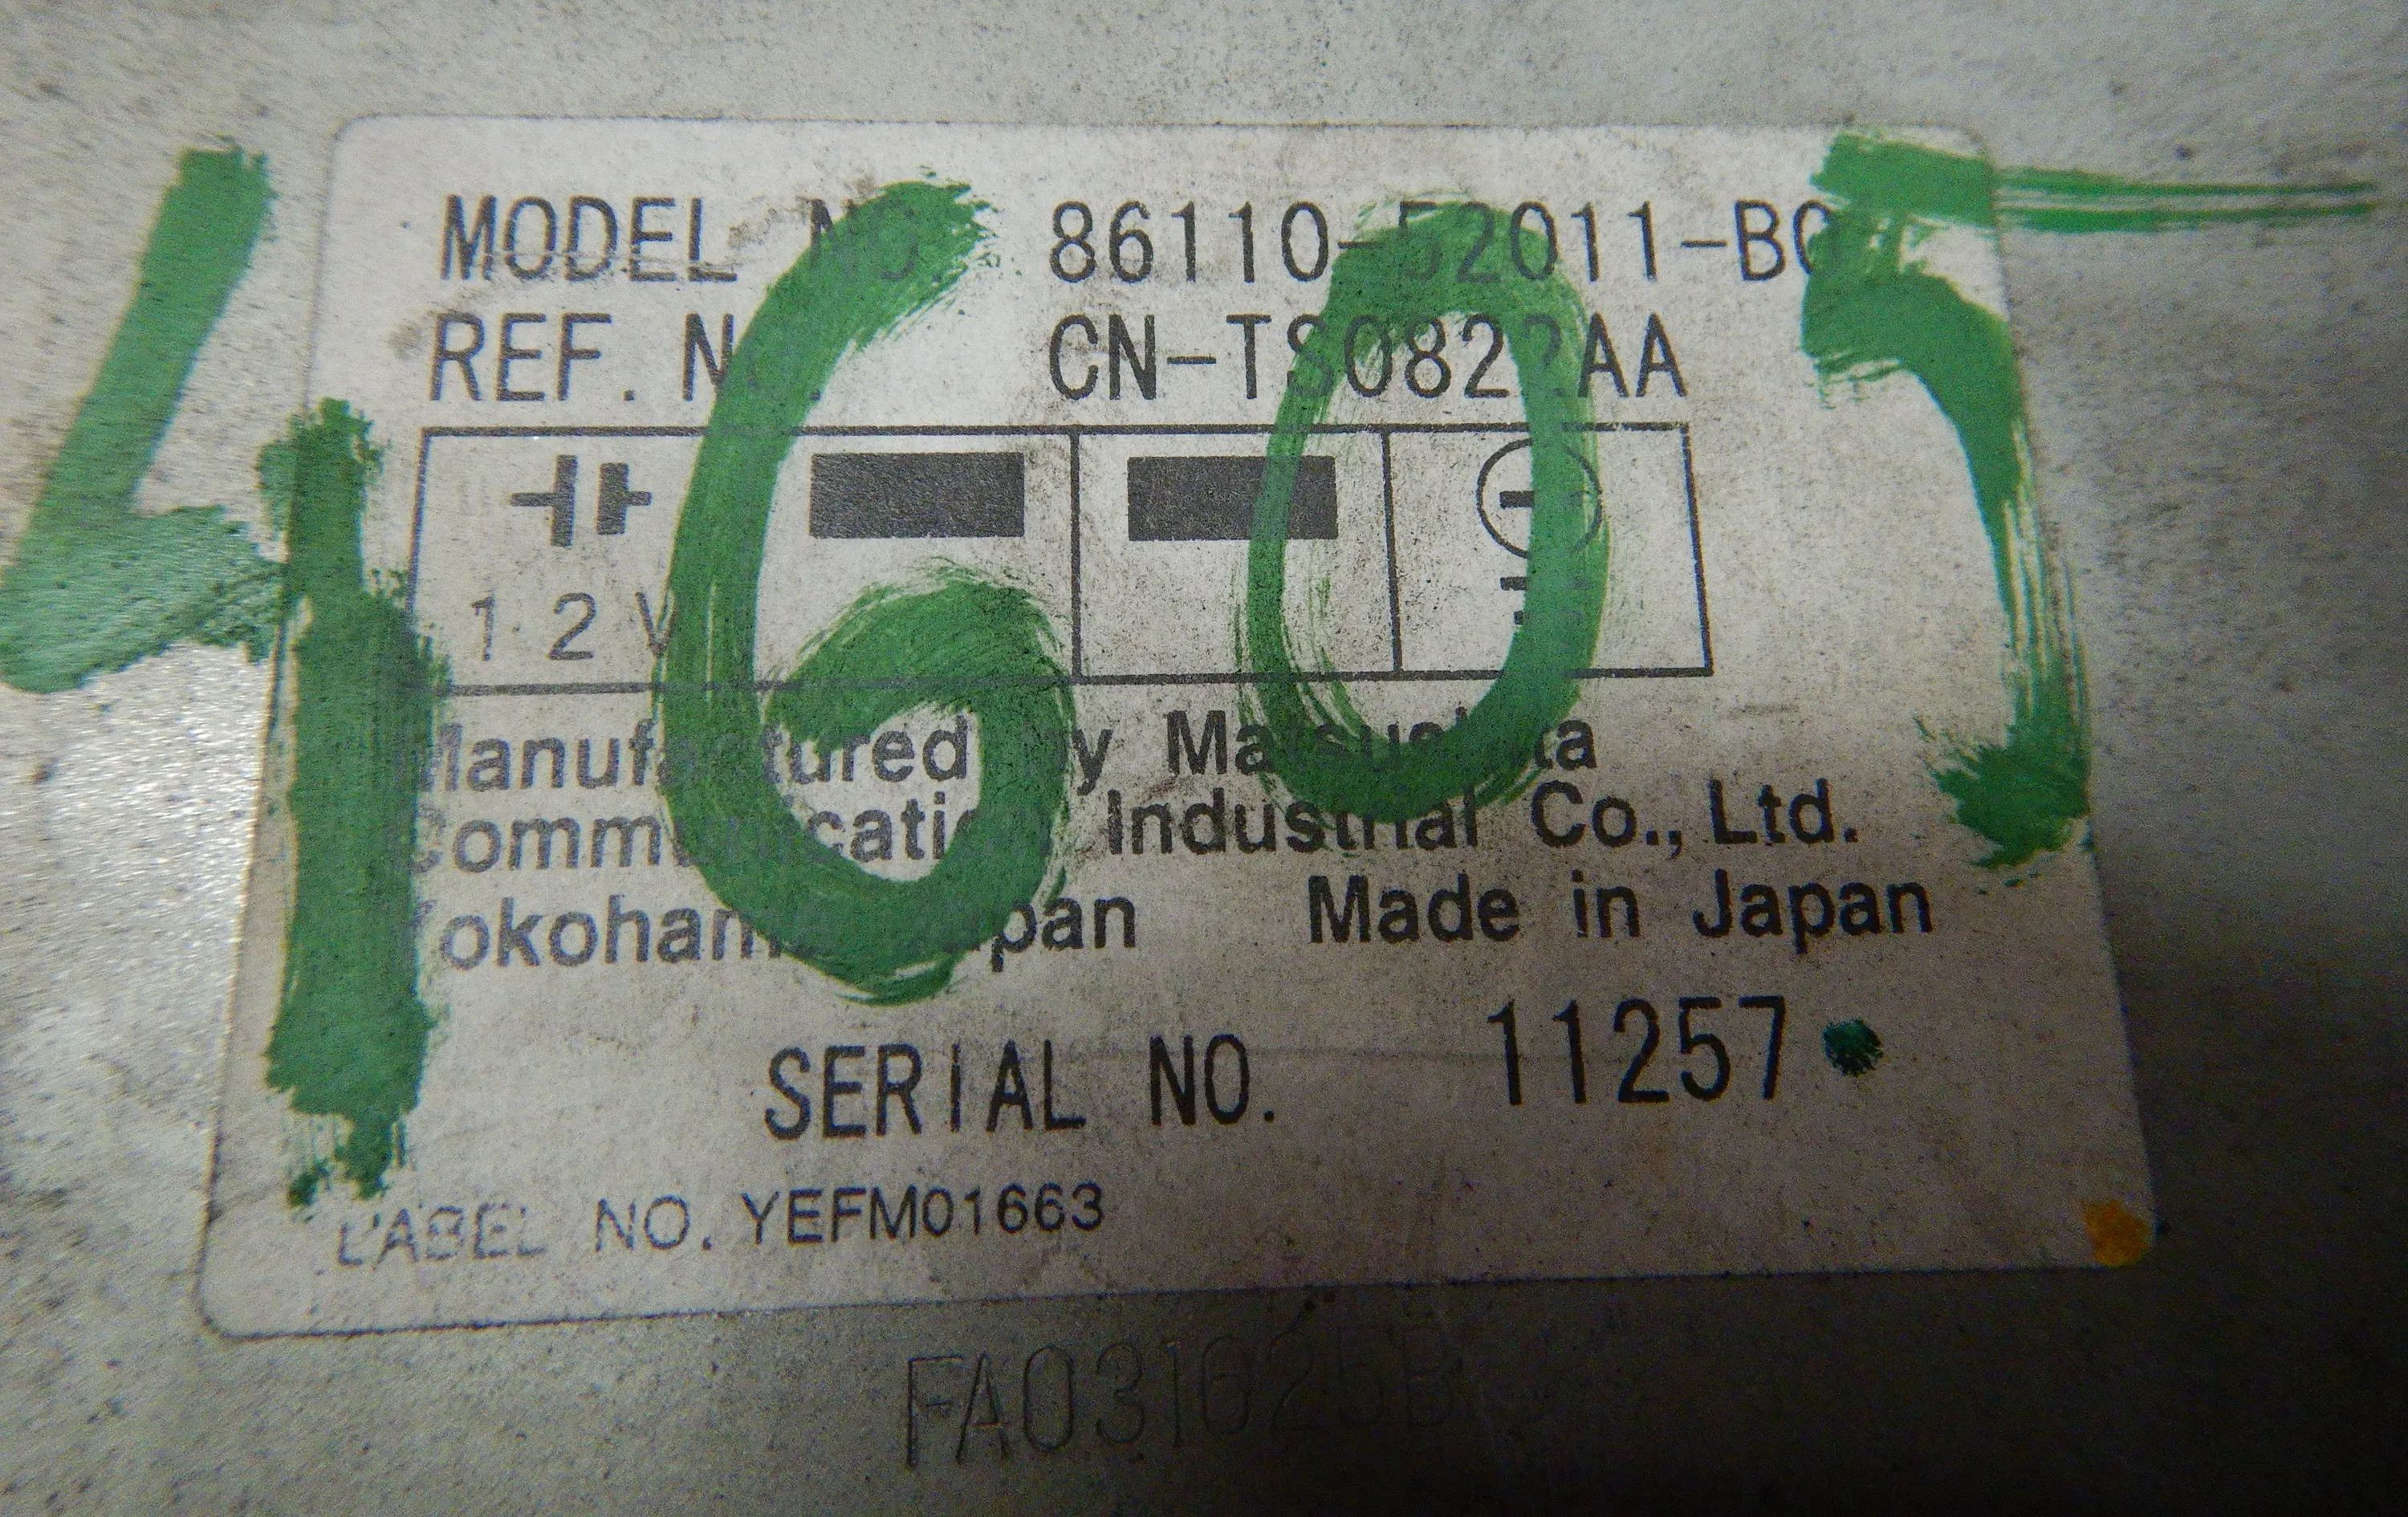 MODEL NO. 86110-52011-B0
REF. NO. CN-TS0822AA
12V
Manufactured by Matsushita
Communication Industrial Co., Ltd.
Yokohama Japan Made in Japan
SERIAL NO. 11257
LABEL NO. YEFM01663
FA031025B
4605